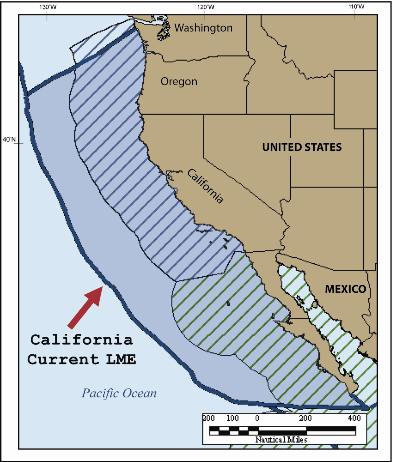 130°W
120°W
110°W
Washington
Oregon
40°N
UNITED STATES
California
MEXICO
California
Current LME
Pacific Ocean
200 100 0 200 400
Nautical Miles